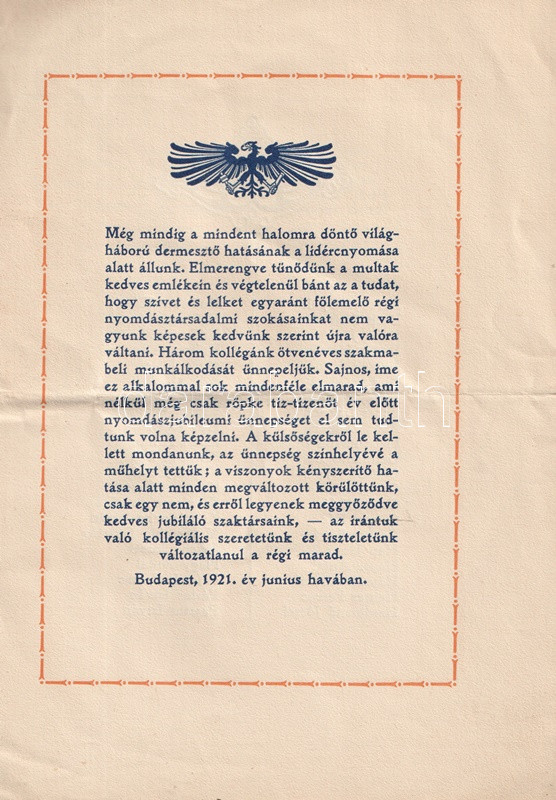 Még mindig a mindent halomra döntő világ-
háború dermesztő hatásának a lidércnyomása
alatt állunk. Elmerengve tünődünk a multak
kedves emlékein és végtelenül bánt az a tudat,
hogy szivet és lelket egyaránt fölemelő régi
nyomdásztársadalmi szokásainkat nem va-
gyunk képesek kedvünk szerint újra valóra
váltani. Három kollégánk ötvenéves szakma-
beli munkálkodását ünnepeljük. Sajnos, ime
ez alkalommal sok mindenféle elmarad, ami
nélkül még csak röpke tiz-tizenöt év előtt
nyomdászjubileumi ünnepséget el sem tud-
tunk volna képzelni. A külsőségekről le kel-
lett mondanunk, az ünnepség szinhelyévé a
műhelyt tettük; a viszonyok kényszerítő ha-
tása alatt minden megváltozott körülöttünk,
csak egy nem, és erről legyenek meggyőződve
kedves jubiláló szaktársaink, — az irántuk
való kollégiális szeretetünk és tiszteletünk
változatlanul a régi marad.
Budapest, 1921. év junius havában.